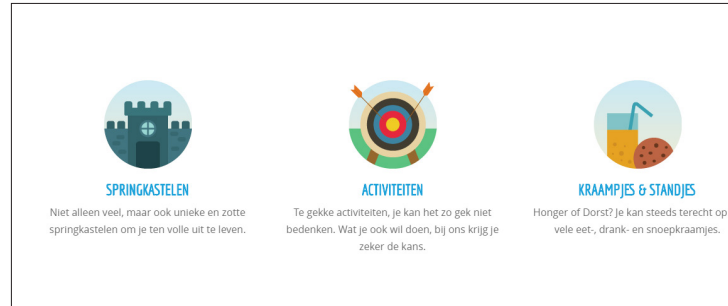 SPRINGKASTELEN
Niet alleen veel, maar ook unieke en zotte
springkastelen om je ten volle uit te leven.
ACTIVITEITEN
Te gekke activiteiten, je kan het zo gek niet
bedenken. Wat je ook wil doen, bij ons krijg je
zeker de kans.
KRAAMPJES & STANDJES
Honger of Dorst? Je kan steeds terecht op
vele eet-, drank- en snoepkraamjes.